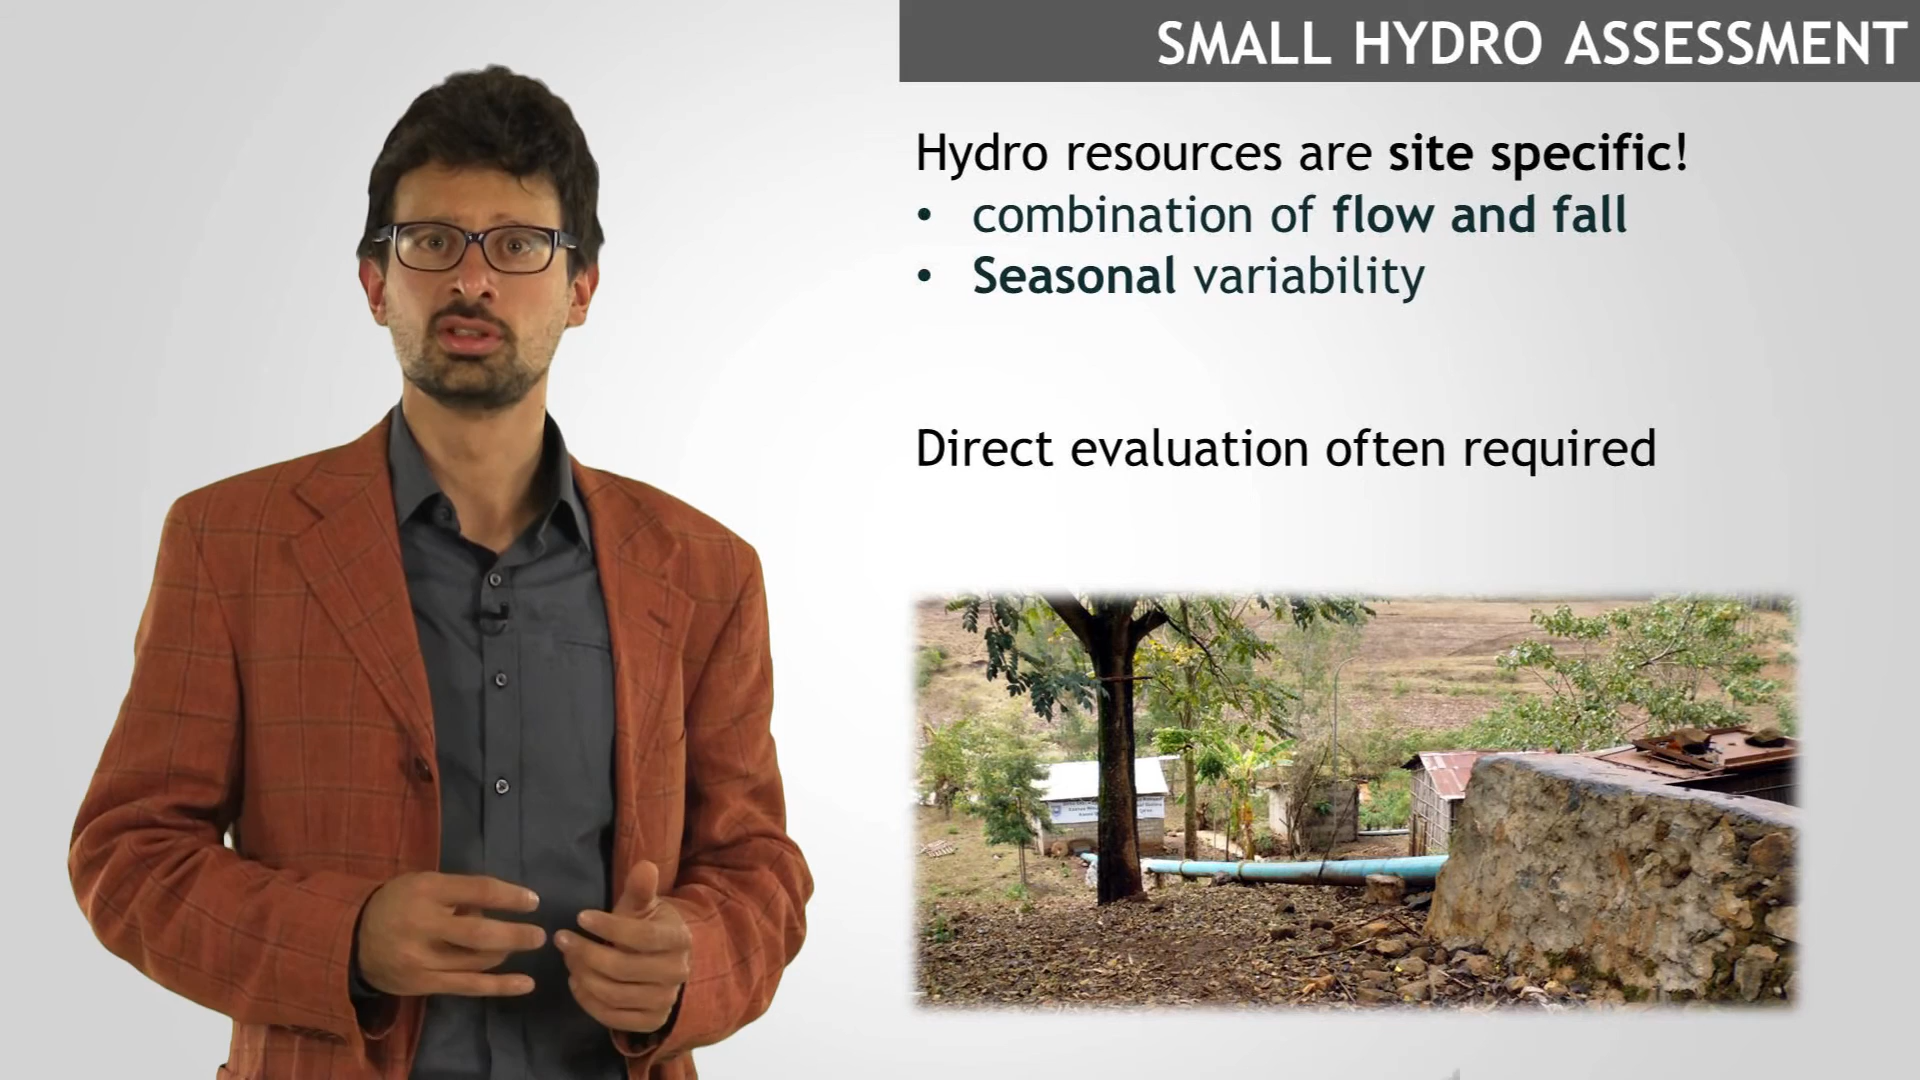 SMALL HYDRO ASSESSMENT
Hydro resources are site specific!
• combination of flow and fall
• Seasonal variability
Direct evaluation often required